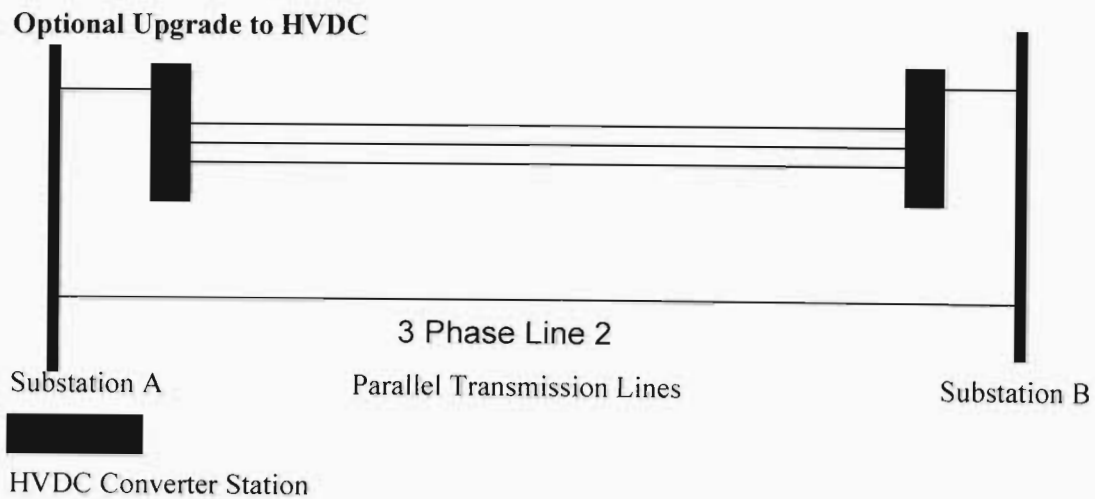 Optional Upgrade to HVDC
3 Phase Line 2
Substation A
Parallel Transmission Lines
Substation B
HVDC Converter Station